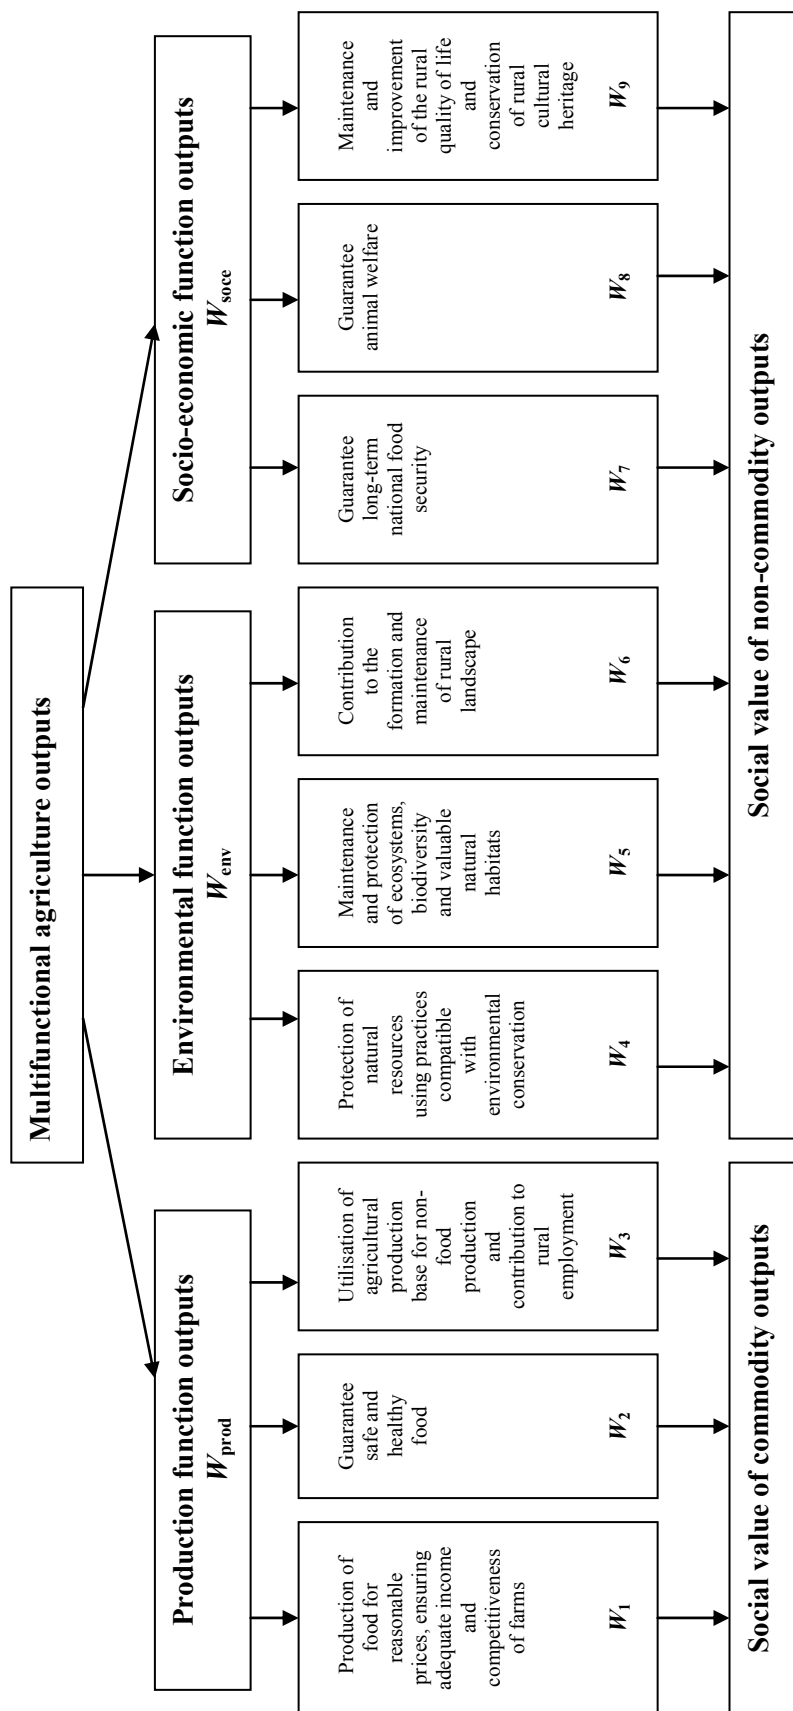 Multifunctional agriculture outputs
Production function outputs
W prod
Environmental function outputs
W env
Socio-economic function outputs
W soce
Production of
food for
reasonable
prices, ensuring
adequate income
and
competitiveness
of farms
W1
Guarantee
safe and
healthy
food
W2
Utilisation of
agricultural
production
base for non-
food
production
and
contribution to
rural
employment
W3
Protection of
natural
resources
using practices
compatible
with
environmental
conservation
W4
Maintenance
and protection
of ecosystems,
biodiversity
and valuable
natural
habitats
W5
Contribution
to the
formation and
maintenance
of rural
landscape
W6
Guarantee
long-term
national food
security
W7
Guarantee
animal welfare
W8
Maintenance
and
improvement
of the rural
quality of life
and
conservation
of rural
cultural
heritage
W9
Social value of commodity outputs
Social value of non-commodity outputs